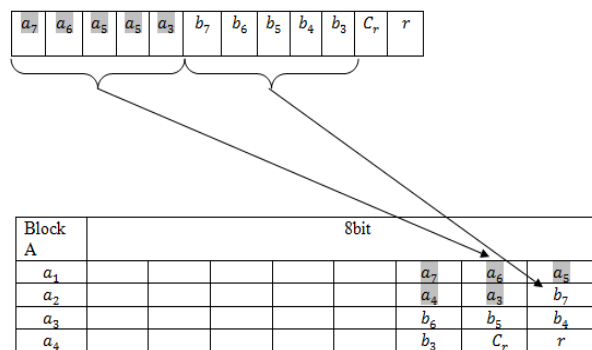 a₇ a₆ a₅ a₅ a₃ b₇ b₆ b₅ b₄ b₃ Cᵣ r
Block A 8bit
a₁ a₇ a₆ a₅
a₂ a₄ a₃ b₇
a₃ b₆ b₅ b₄
a₄ b₃ Cᵣ r